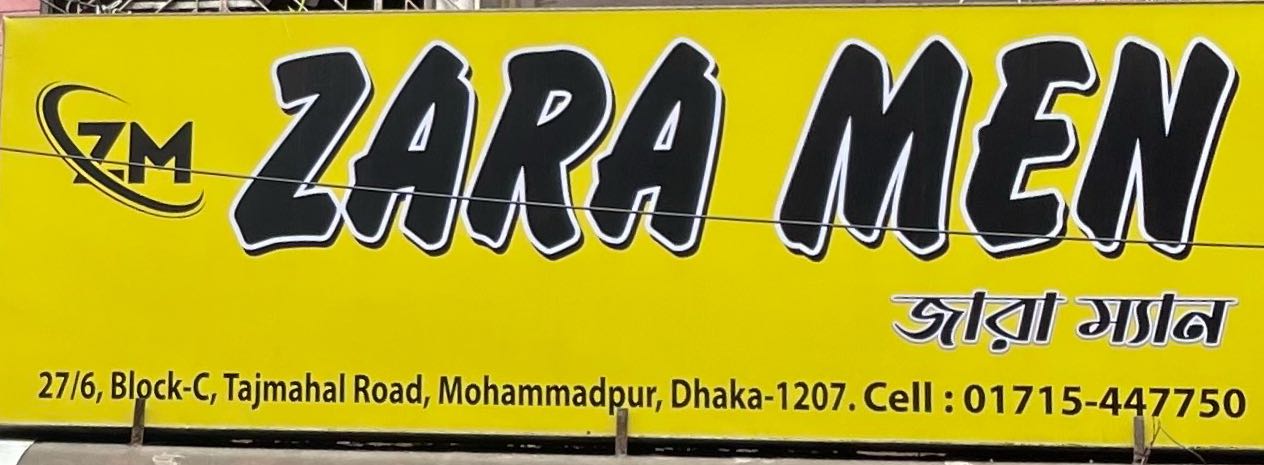 ZM
ZARA MEN
জারা ম্যান
27/6, Block-C, Tajmahal Road, Mohammadpur, Dhaka-1207. Cell : 01715-447750